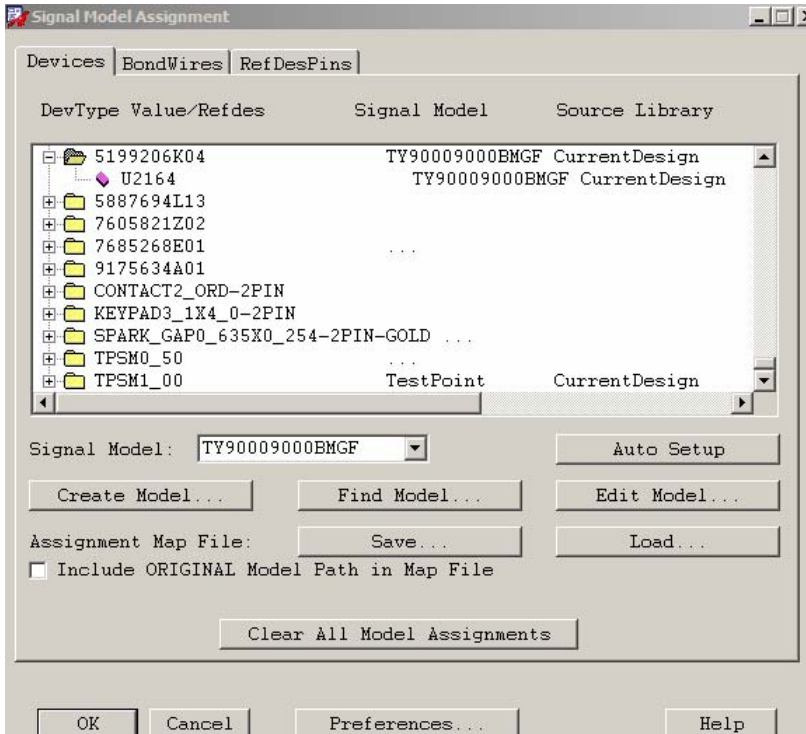 Signal Model Assignment
Devices BondWires RefDesPins
DevType Value/Refdes Signal Model Source Library
5199206K04 TY90009000BMGF CurrentDesign
U2164 TY90009000BMGF CurrentDesign
5887694L13
7605821Z02
7685268E01 ...
9175634A01
CONTACT2_ORD-2PIN
KEYPAD3_1X4_0-2PIN
SPARK_GAP0_635X0_254-2PIN-GOLD ...
TPSM0_50 ...
TPSM1_00 TestPoint CurrentDesign
Signal Model: TY90009000BMGF Auto Setup
Create Model... Find Model... Edit Model...
Assignment Map File: Save... Load...
Include ORIGINAL Model Path in Map File
Clear All Model Assignments
OK Cancel Preferences... Help